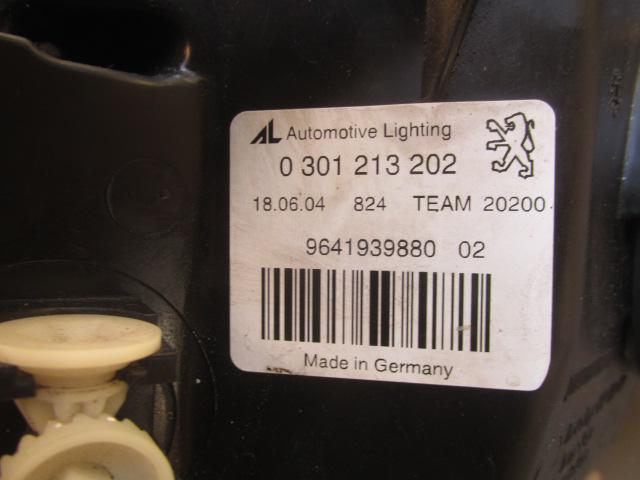 AL Automotive Lighting
0 301 213 202
18.06.04 824 TEAM 20200
9641939880 02
Made in Germany